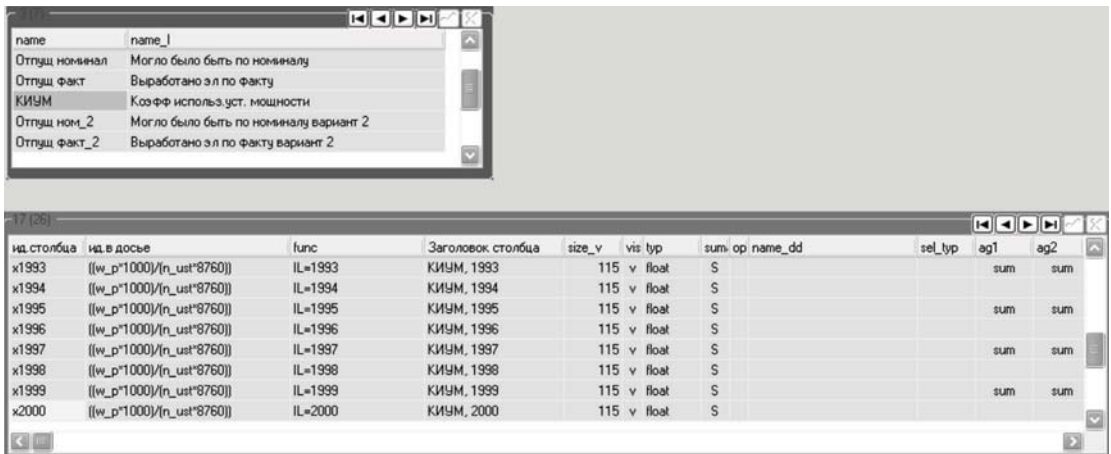 name name_l
Отпущ номинал Могло было быть по номиналу
Отпущ факт Выработано эл по факту
КИУМ Коэфф использ.уст. мощности
Отпущ ном_2 Могло было быть по номиналу вариант 2
Отпущ факт_2 Выработано эл по факту вариант 2
17 (26)
ид.столбца ид.в досье func Заголовок столбца size_v vis typ sum op name_dd sel_typ ag1 ag2
x1993 ((w_p*1000)/(n_ust*8760)) IL=1993 КИУМ, 1993 115 v float S sum sum
x1994 ((w_p*1000)/(n_ust*8760)) IL=1994 КИУМ, 1994 115 v float S
x1995 ((w_p*1000)/(n_ust*8760)) IL=1995 КИУМ, 1995 115 v float S sum sum
x1996 ((w_p*1000)/(n_ust*8760)) IL=1996 КИУМ, 1996 115 v float S
x1997 ((w_p*1000)/(n_ust*8760)) IL=1997 КИУМ, 1997 115 v float S sum sum
x1998 ((w_p*1000)/(n_ust*8760)) IL=1998 КИУМ, 1998 115 v float S
x1999 ((w_p*1000)/(n_ust*8760)) IL=1999 КИУМ, 1999 115 v float S sum sum
x2000 ((w_p*1000)/(n_ust*8760)) IL=2000 КИУМ, 2000 115 v float S